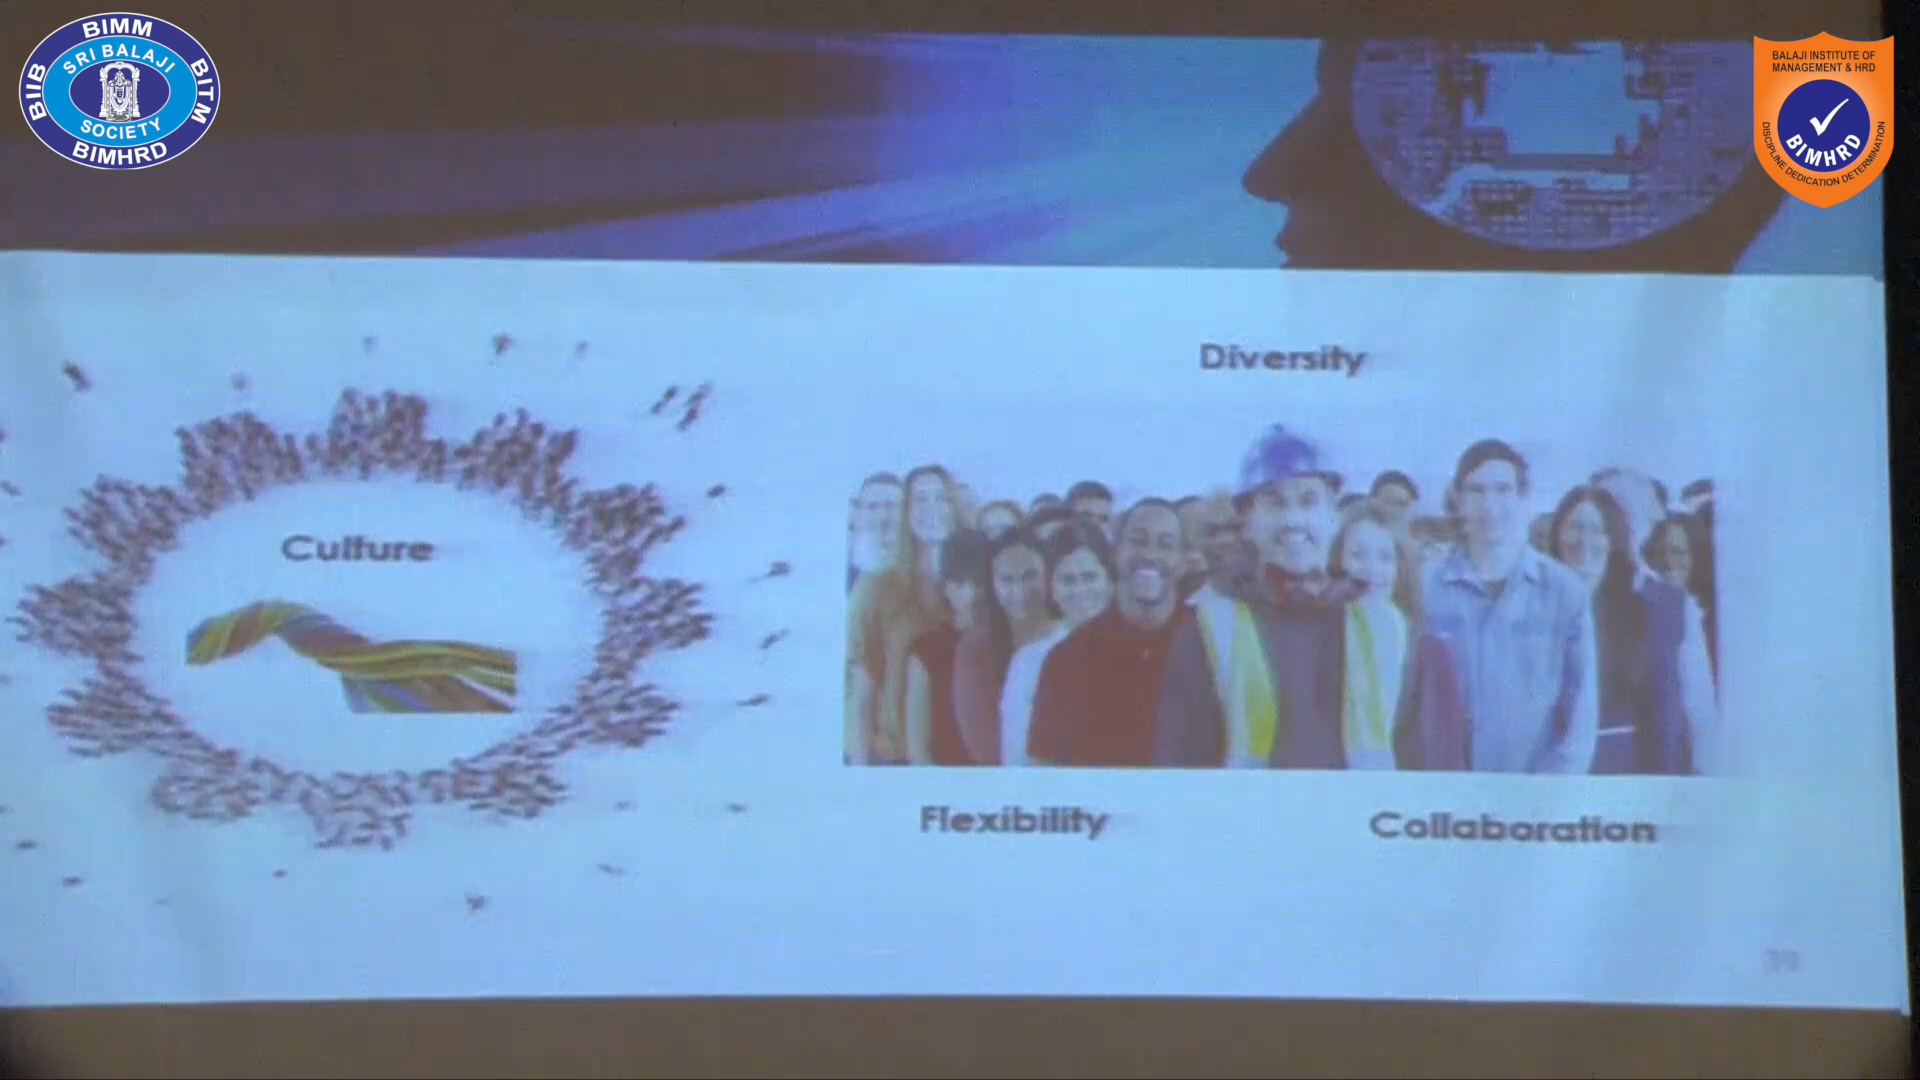 BIMM
BIIB
SRI BALAJI
BITM
SOCIETY
BIMHRD
BALAJI INSTITUTE OF
MANAGEMENT & HRD
BIMHRD
DISCIPLINE DEDICATION DETERMINATION
Diversity
Culture
Flexibility
Collaboration